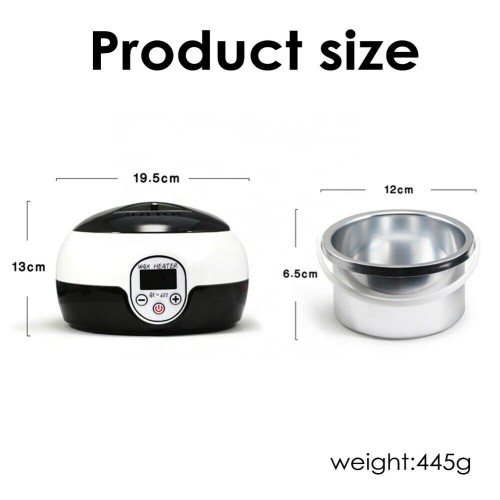 Product size
19.5cm
12cm
13cm
6.5cm
wax HEATER
weight:445g